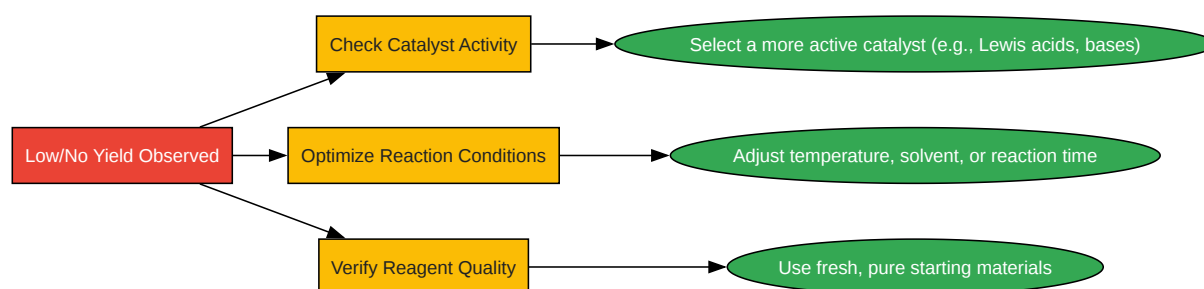 Check Catalyst Activity
Select a more active catalyst (e.g., Lewis acids, bases)
Low/No Yield Observed
Optimize Reaction Conditions
Adjust temperature, solvent, or reaction time
Verify Reagent Quality
Use fresh, pure starting materials